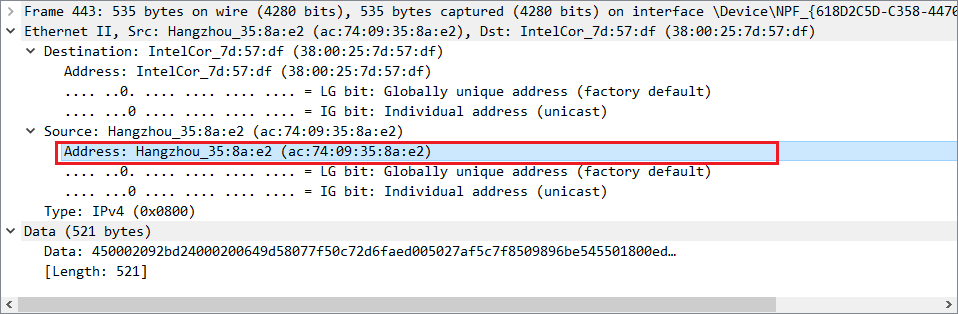 Frame 443: 535 bytes on wire (4280 bits), 535 bytes captured (4280 bits) on interface \Device\NPF_{618D2C5D-C358-4470
Ethernet II, Src: Hangzhou_35:8a:e2 (ac:74:09:35:8a:e2), Dst: IntelCor_7d:57:df (38:00:25:7d:57:df)
Destination: IntelCor_7d:57:df (38:00:25:7d:57:df)
Address: IntelCor_7d:57:df (38:00:25:7d:57:df)
.... ..0. .... .... .... .... = LG bit: Globally unique address (factory default)
.... ...0 .... .... .... .... = IG bit: Individual address (unicast)
Source: Hangzhou_35:8a:e2 (ac:74:09:35:8a:e2)
Address: Hangzhou_35:8a:e2 (ac:74:09:35:8a:e2)
.... ..0. .... .... .... .... = LG bit: Globally unique address (factory default)
.... ...0 .... .... .... .... = IG bit: Individual address (unicast)
Type: IPv4 (0x0800)
Data (521 bytes)
Data: 450002092bd24000200649d58077f50c72d6faed005027af5c7f8509896be545501800ed…
[Length: 521]